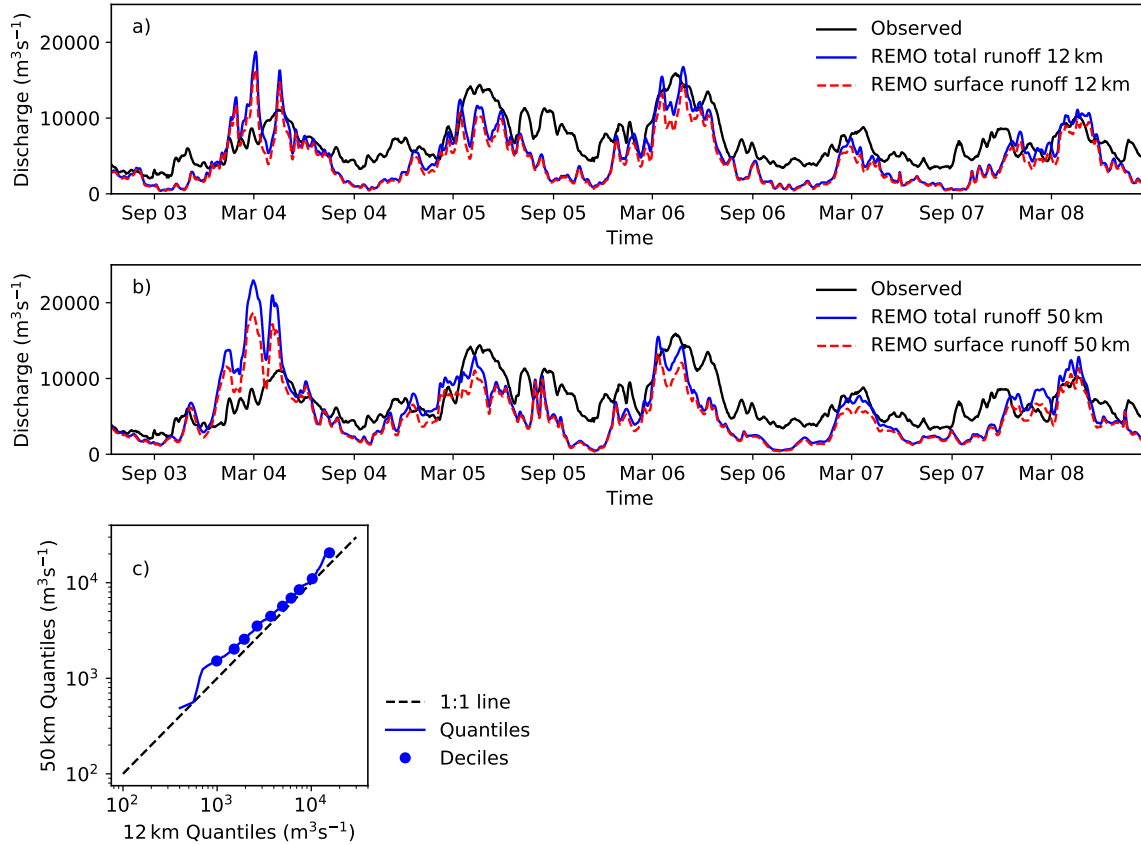 a)
Discharge (m³s⁻¹)
20000
10000
0
Observed
REMO total runoff 12 km
REMO surface runoff 12 km
Sep 03 Mar 04 Sep 04 Mar 05 Sep 05 Mar 06 Sep 06 Mar 07 Sep 07 Mar 08
Time
b)
Discharge (m³s⁻¹)
20000
10000
0
Observed
REMO total runoff 50 km
REMO surface runoff 50 km
Sep 03 Mar 04 Sep 04 Mar 05 Sep 05 Mar 06 Sep 06 Mar 07 Sep 07 Mar 08
Time
c)
50 km Quantiles (m³s⁻¹)
10⁴
10³
10²
10² 10³ 10⁴
12 km Quantiles (m³s⁻¹)
1:1 line
Quantiles
Deciles